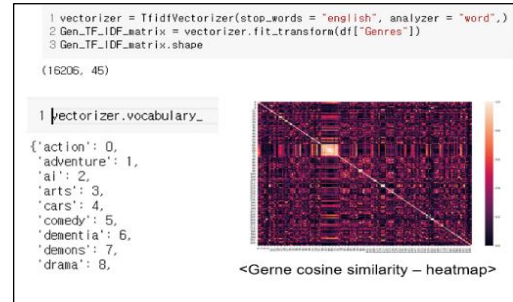 1 vectorizer = TfidfVectorizer(stop_words = "english", analyzer = "word",)
2 Gen_TF_IDF_matrix = vectorizer.fit_transform(df["Genres"])
3 Gen_TF_IDF_matrix.shape
(16206, 45)
1 vectorizer.vocabulary_
{'action': 0,
'adventure': 1,
'ai': 2,
'arts': 3,
'cars': 4,
'comedy': 5,
'dementia': 6,
'demons': 7,
'drama': 8,
<Gerne cosine similarity – heatmap>